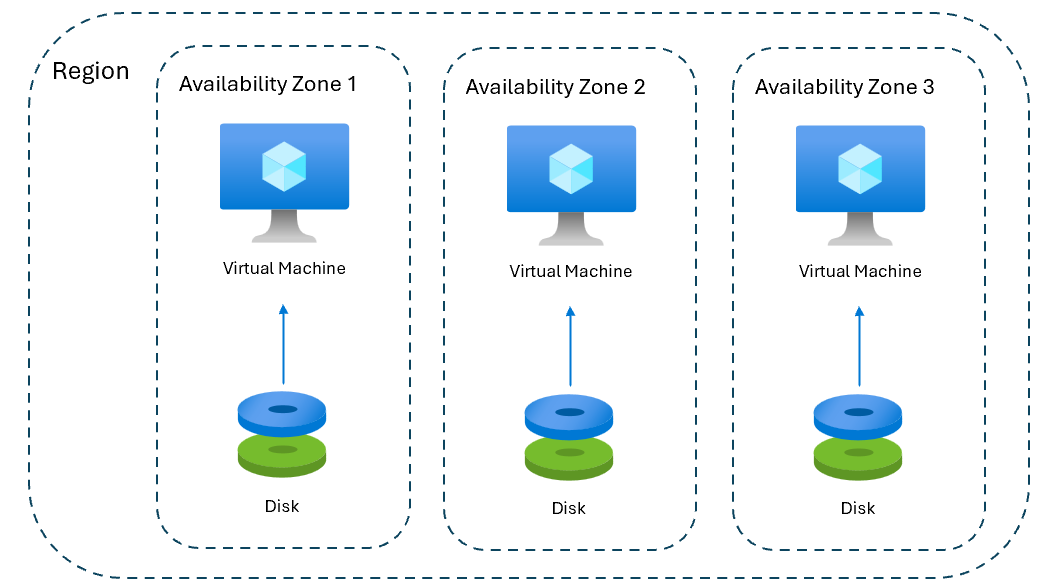 Region
Availability Zone 1
Virtual Machine
Disk
Availability Zone 2
Virtual Machine
Disk
Availability Zone 3
Virtual Machine
Disk